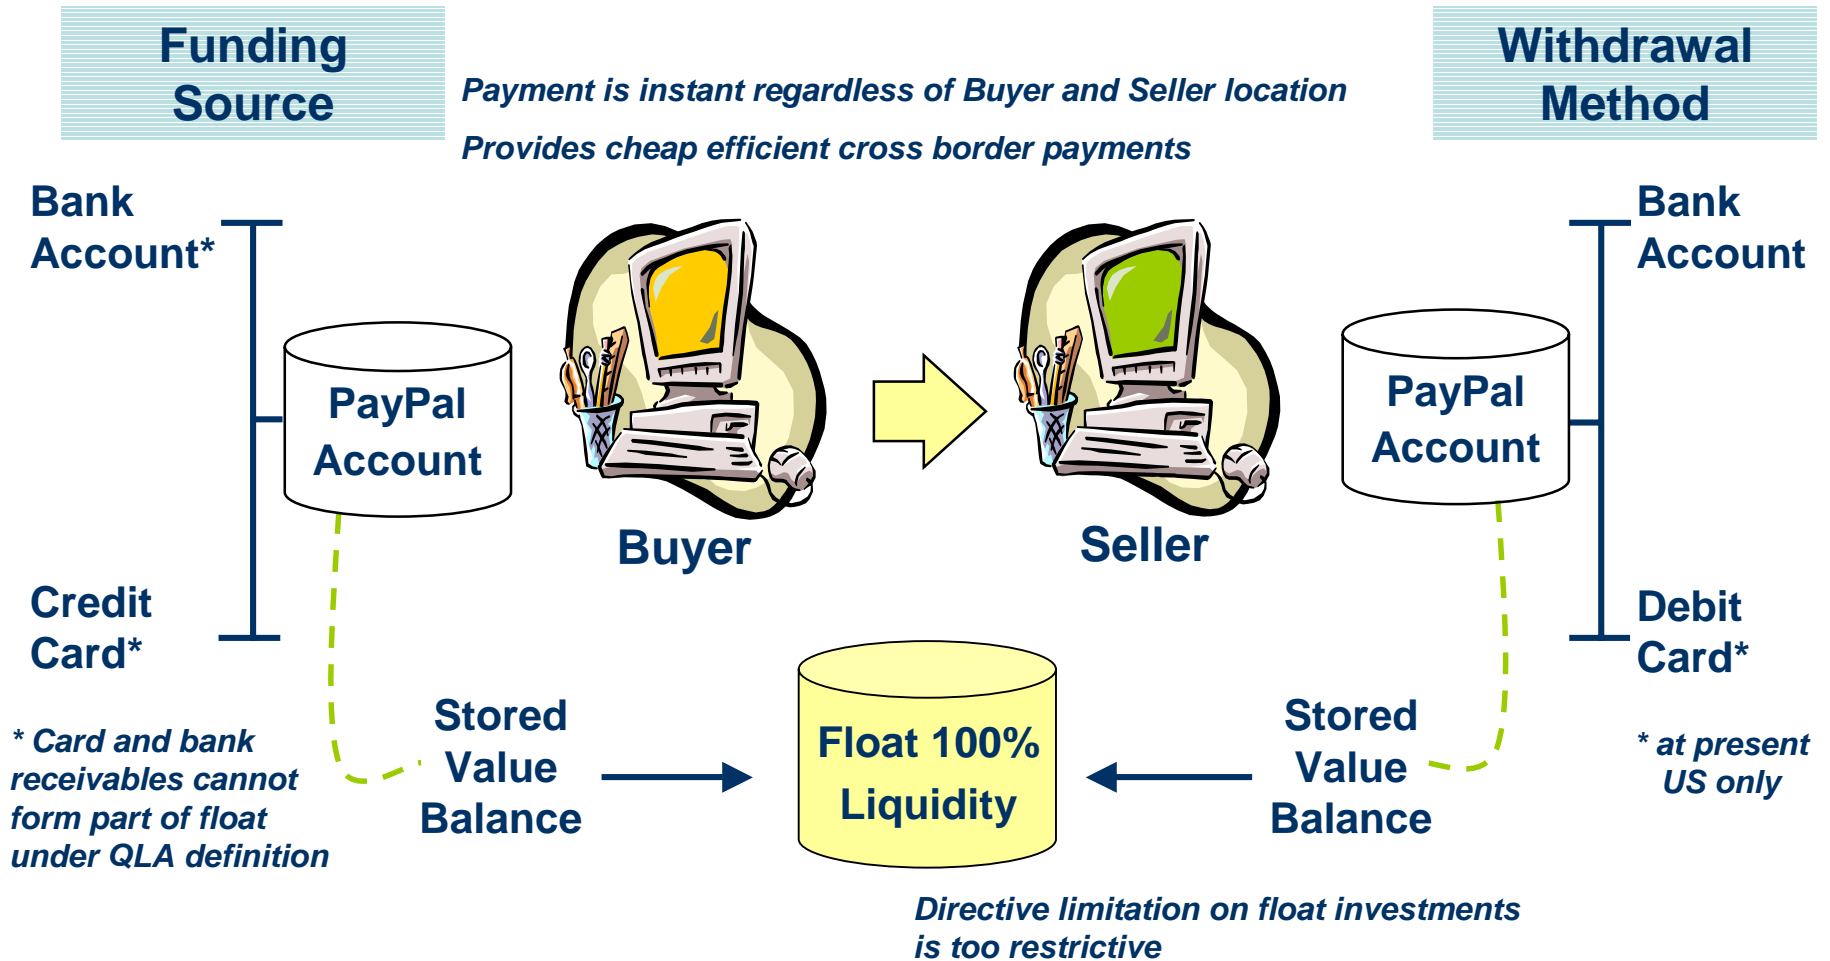 Funding
Source
Payment is instant regardless of Buyer and Seller location
Provides cheap efficient cross border payments
Withdrawal
Method
Bank
Account*
PayPal
Account
Credit
Card*
Buyer
Seller
Bank
Account
PayPal
Account
Debit
Card*
* Card and bank
receivables cannot
form part of float
under QLA definition
Stored
Value
Balance
Float 100%
Liquidity
Stored
Value
Balance
* at present
US only
Directive limitation on float investments
is too restrictive